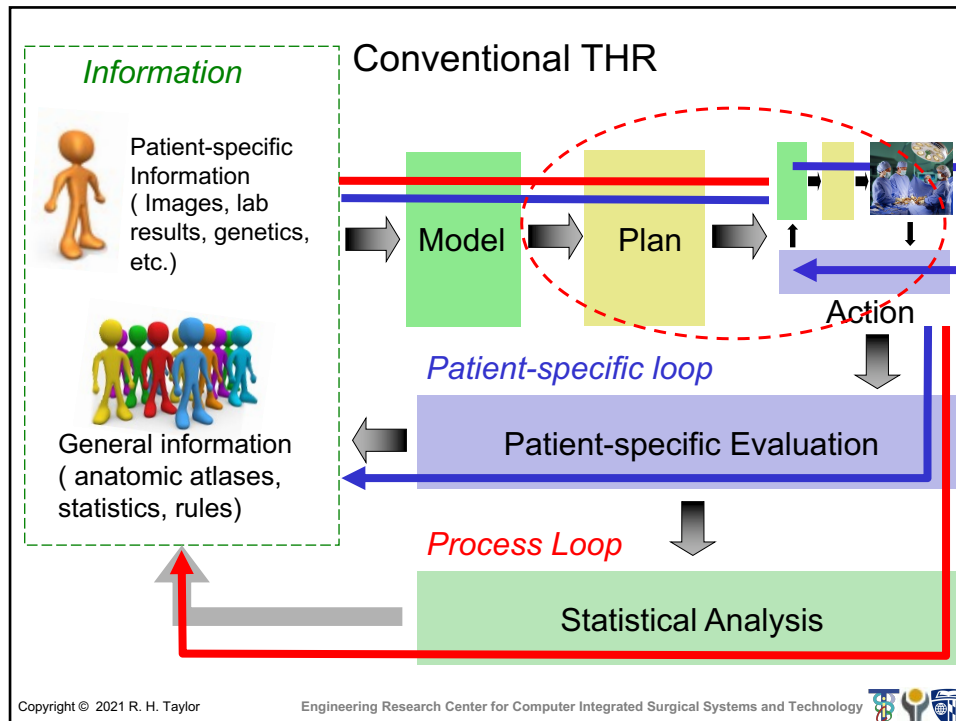 Conventional THR
Information
Patient-specific
Information
( Images, lab
results, genetics,
etc.)
General information
( anatomic atlases,
statistics, rules)
Model
Plan
Action
Patient-specific loop
Patient-specific Evaluation
Process Loop
Statistical Analysis
Copyright © 2021 R. H. Taylor
Engineering Research Center for Computer Integrated Surgical Systems and Technology